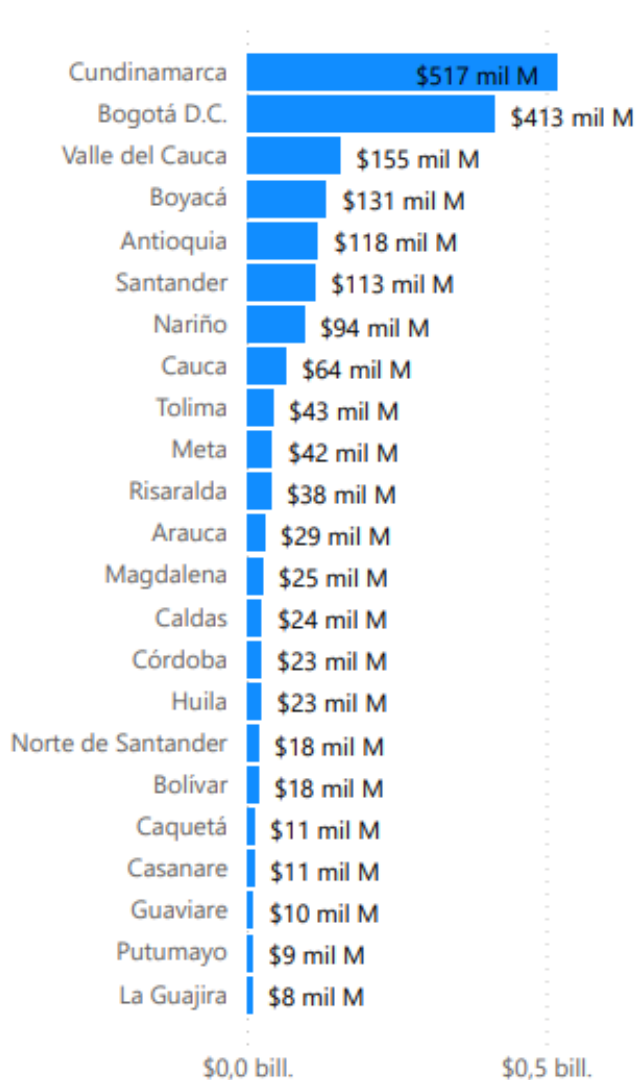 Cundinamarca $517 mil M
Bogotá D.C. $413 mil M
Valle del Cauca $155 mil M
Boyacá $131 mil M
Antioquia $118 mil M
Santander $113 mil M
Nariño $94 mil M
Cauca $64 mil M
Tolima $43 mil M
Meta $42 mil M
Risaralda $38 mil M
Arauca $29 mil M
Magdalena $25 mil M
Caldas $24 mil M
Córdoba $23 mil M
Huila $23 mil M
Norte de Santander $18 mil M
Bolívar $18 mil M
Caquetá $11 mil M
Casanare $11 mil M
Guaviare $10 mil M
Putumayo $9 mil M
La Guajira $8 mil M
$0,0 bill. $0,5 bill.